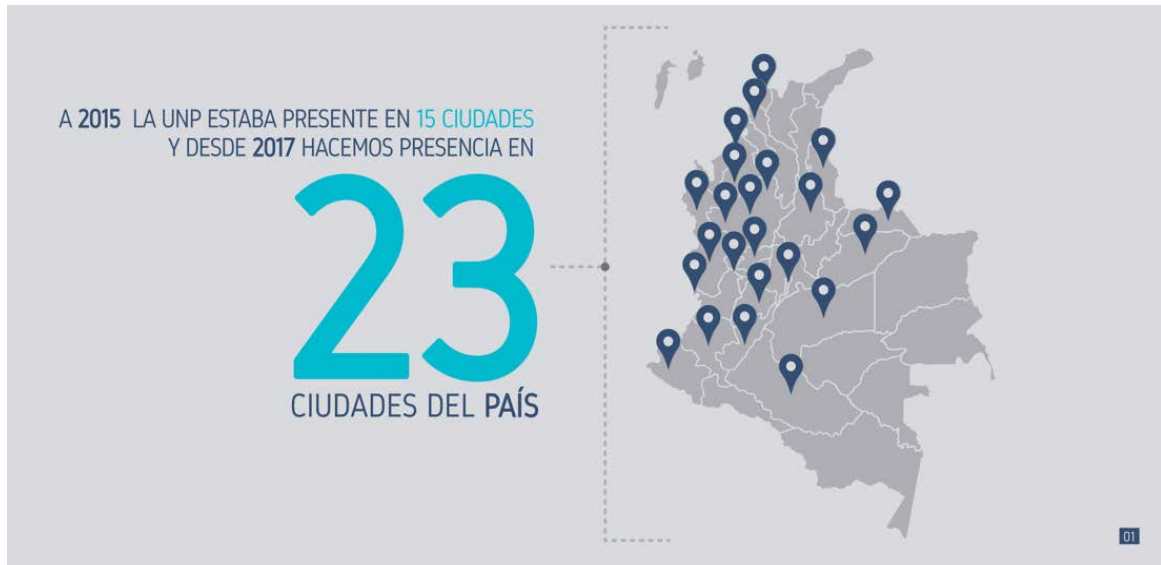 A 2015 LA UNP ESTABA PRESENTE EN 15 CIUDADES
Y DESDE 2017 HACEMOS PRESENCIA EN
23
CIUDADES DEL PAÍS
01